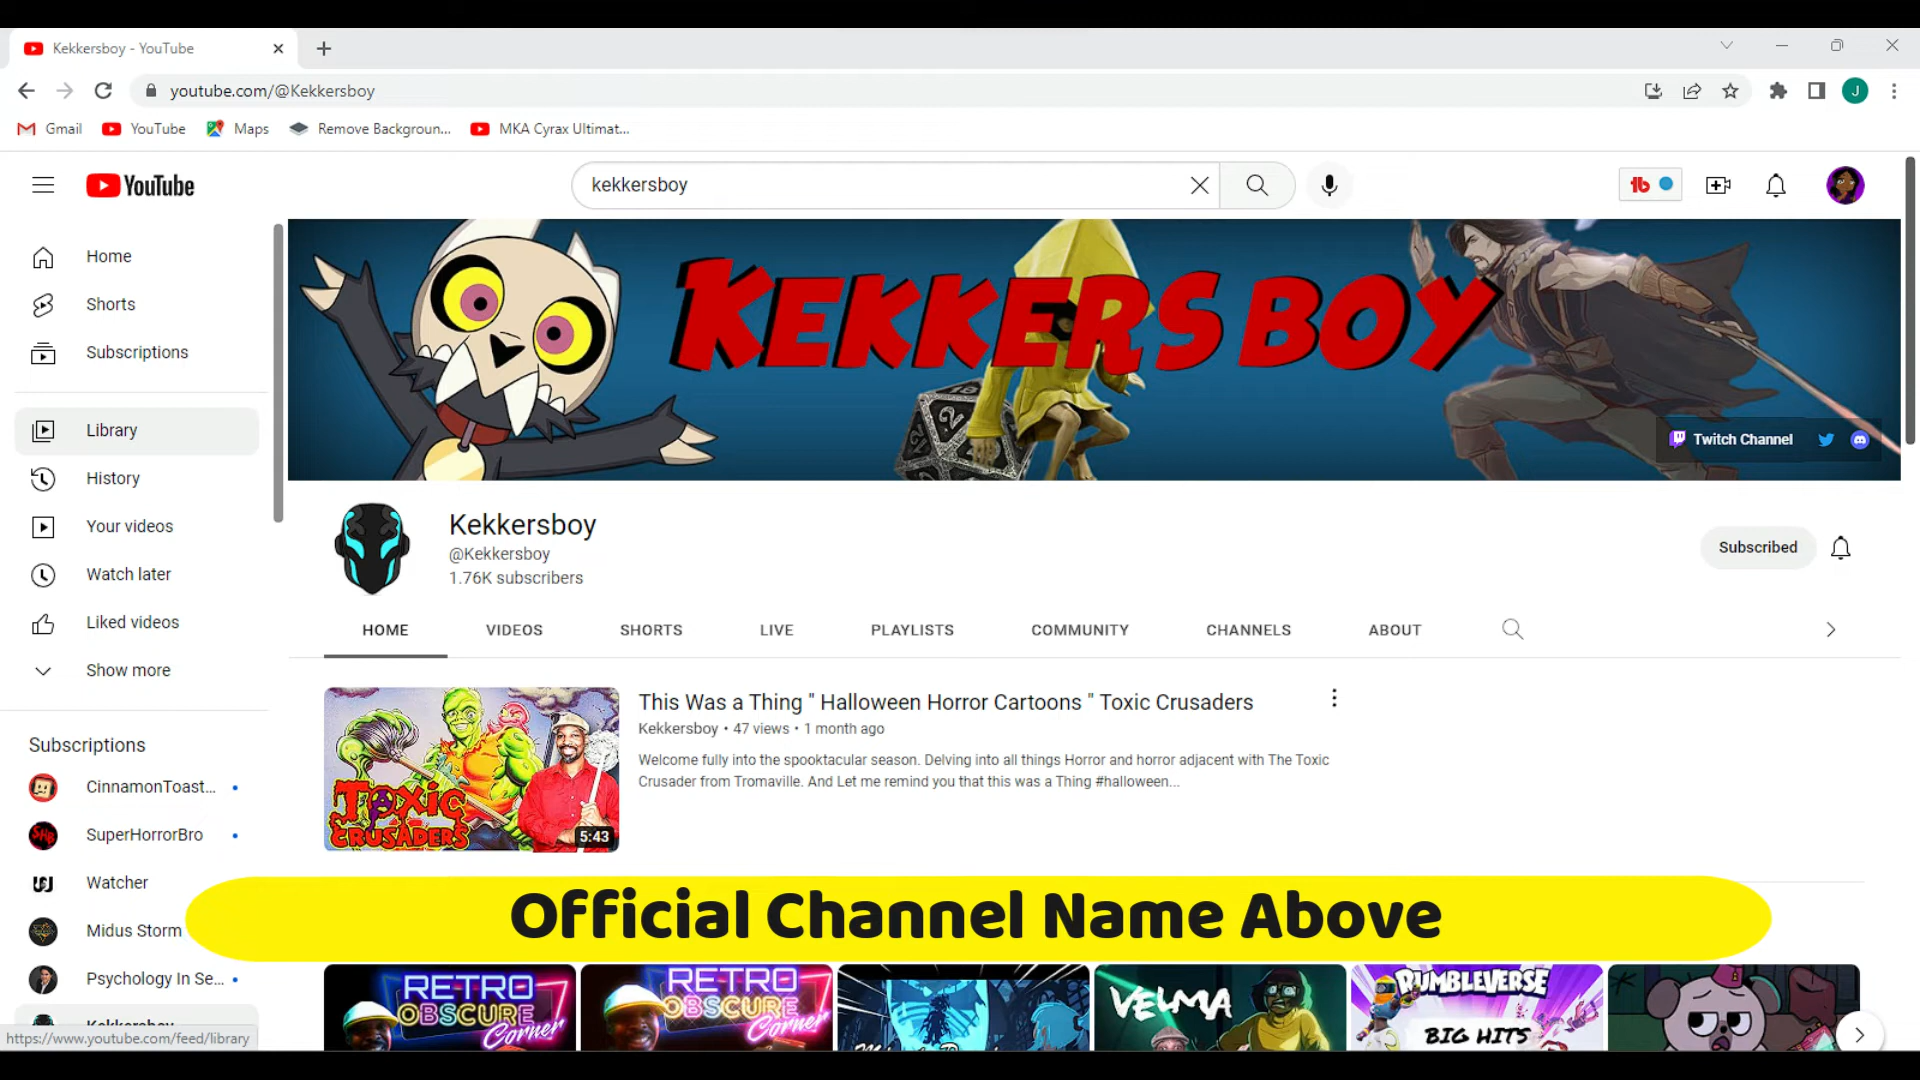 Kekkersboy - YouTube
youtube.com/@Kekkersboy
J
Gmail
YouTube
Maps
Remove Backgroun...
MKA Cyrax Ultimat...
YouTube
kekkersboy
tb
Home
Shorts
Subscriptions
Library
History
Your videos
Watch later
Liked videos
Show more
Subscriptions
CinnamonToast...
SuperHorrorBro
Watcher
Midus Storm
Psychology In Se...
Kekkersboy
https://www.youtube.com/feed/library
KEKKERS BOY
Twitch Channel
Kekkersboy
@Kekkersboy
1.76K subscribers
Subscribed
HOME
VIDEOS
SHORTS
LIVE
PLAYLISTS
COMMUNITY
CHANNELS
ABOUT
TOXIC
CRUSADERS
5:43
This Was a Thing " Halloween Horror Cartoons " Toxic Crusaders
Kekkersboy • 47 views • 1 month ago
Welcome fully into the spooktacular season. Delving into all things Horror and horror adjacent with The Toxic
Crusader from Tromaville. And Let me remind you that this was a Thing #halloween...
Official Channel Name Above
RETRO
OBSCURE
Corner
RETRO
OBSCURE
Corner
VELMA
RUMBLEVERSE
BIG HITS